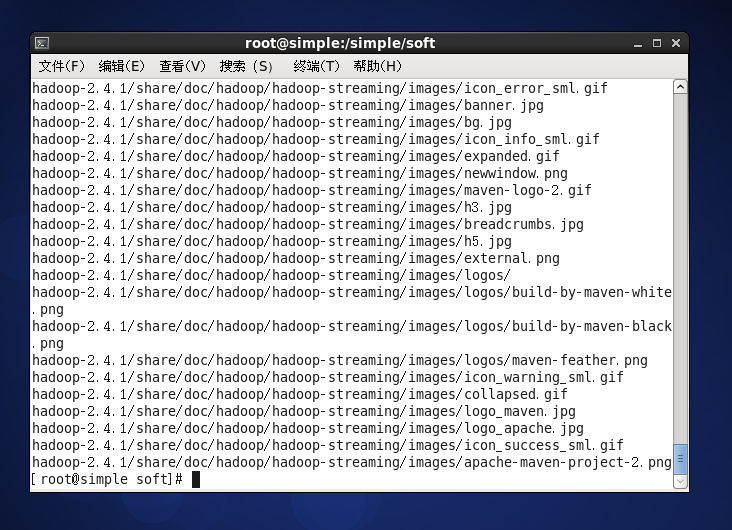 root@simple:/simple/soft
文件(F) 编辑(E) 查看(V) 搜索 (S) 终端(T) 帮助(H)
hadoop-2.4.1/share/doc/hadoop/hadoop-streaming/images/icon_error_sml.gif
hadoop-2.4.1/share/doc/hadoop/hadoop-streaming/images/banner.jpg
hadoop-2.4.1/share/doc/hadoop/hadoop-streaming/images/bg.jpg
hadoop-2.4.1/share/doc/hadoop/hadoop-streaming/images/icon_info_sml.gif
hadoop-2.4.1/share/doc/hadoop/hadoop-streaming/images/expanded.gif
hadoop-2.4.1/share/doc/hadoop/hadoop-streaming/images/newwindow.png
hadoop-2.4.1/share/doc/hadoop/hadoop-streaming/images/maven-logo-2.gif
hadoop-2.4.1/share/doc/hadoop/hadoop-streaming/images/h3.jpg
hadoop-2.4.1/share/doc/hadoop/hadoop-streaming/images/breadcrumbs.jpg
hadoop-2.4.1/share/doc/hadoop/hadoop-streaming/images/h5.jpg
hadoop-2.4.1/share/doc/hadoop/hadoop-streaming/images/external.png
hadoop-2.4.1/share/doc/hadoop/hadoop-streaming/images/logos/
hadoop-2.4.1/share/doc/hadoop/hadoop-streaming/images/logos/build-by-maven-white
.png
hadoop-2.4.1/share/doc/hadoop/hadoop-streaming/images/logos/build-by-maven-black
.png
hadoop-2.4.1/share/doc/hadoop/hadoop-streaming/images/logos/maven-feather.png
hadoop-2.4.1/share/doc/hadoop/hadoop-streaming/images/icon_warning_sml.gif
hadoop-2.4.1/share/doc/hadoop/hadoop-streaming/images/collapsed.gif
hadoop-2.4.1/share/doc/hadoop/hadoop-streaming/images/logo_maven.jpg
hadoop-2.4.1/share/doc/hadoop/hadoop-streaming/images/logo_apache.jpg
hadoop-2.4.1/share/doc/hadoop/hadoop-streaming/images/icon_success_sml.gif
hadoop-2.4.1/share/doc/hadoop/hadoop-streaming/images/apache-maven-project-2.png
[root@simple soft]#